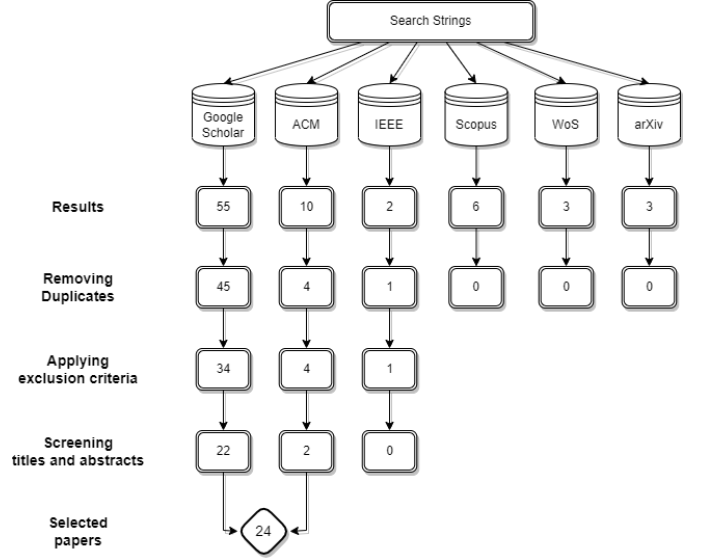 Search Strings
Google
Scholar
ACM
IEEE
Scopus
WoS
arXiv
Results
55
10
2
6
3
3
Removing
Duplicates
45
4
1
0
0
0
Applying
exclusion criteria
34
4
1
Screening
titles and abstracts
22
2
0
Selected
papers
24